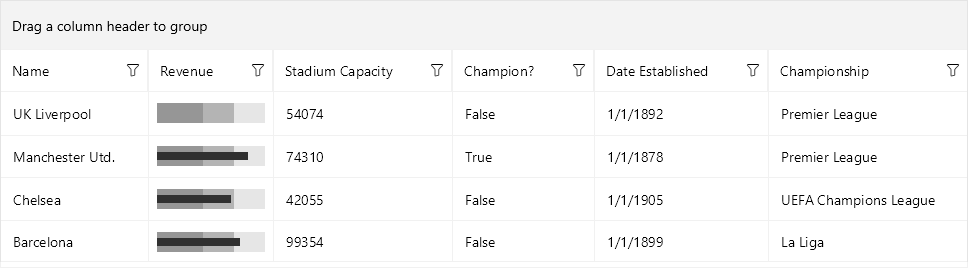 Drag a column header to group
Name Revenue Stadium Capacity Champion? Date Established Championship
UK Liverpool 54074 False 1/1/1892 Premier League
Manchester Utd. 74310 True 1/1/1878 Premier League
Chelsea 42055 False 1/1/1905 UEFA Champions League
Barcelona 99354 False 1/1/1899 La Liga